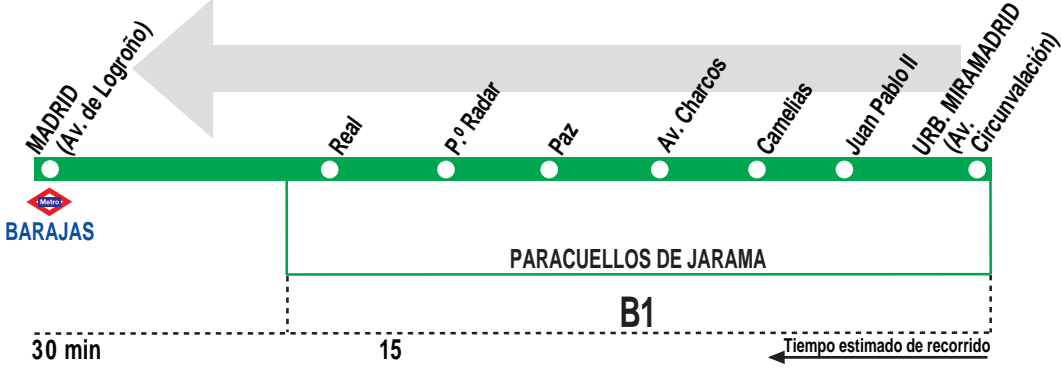 MADRID
(Av. de Logroño)
Real
P.º Radar
Paz
Av. Charcos
Camelias
Juan Pablo II
URB. MIRAMADRID
(Av.
Circunvalación)
Metro
BARAJAS
PARACUELLOS DE JARAMA
B1
30 min
15
Tiempo estimado de recorrido